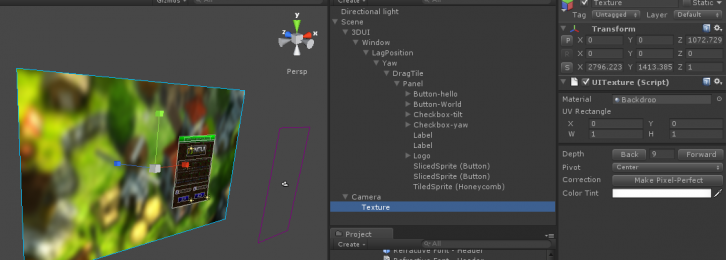 Gizmos
All
y
z
x
Persp
Directional light
Scene
3DUI
Window
LagPosition
Yaw
DragTile
Panel
Button-hello
Button-World
Checkbox-tilt
Checkbox-yaw
Label
Label
Logo
SlicedSprite (Button)
SlicedSprite (Button)
TiledSprite (Honeycomb)
Camera
Texture
Project
Create
All
Refractive Font - Header
Texture
Static
Tag Untagged Layer Default
Transform
P X 0 Y 0 Z 1072.729
X 0 Y 0 Z 0
S X 2796.223 Y 1413.385 Z 1
UITexture (Script)
Material Backdrop
UV Rectangle
X 0 Y 0
W 1 H 1
Depth Back 9 Forward
Pivot Center
Correction Make Pixel-Perfect
Color Tint